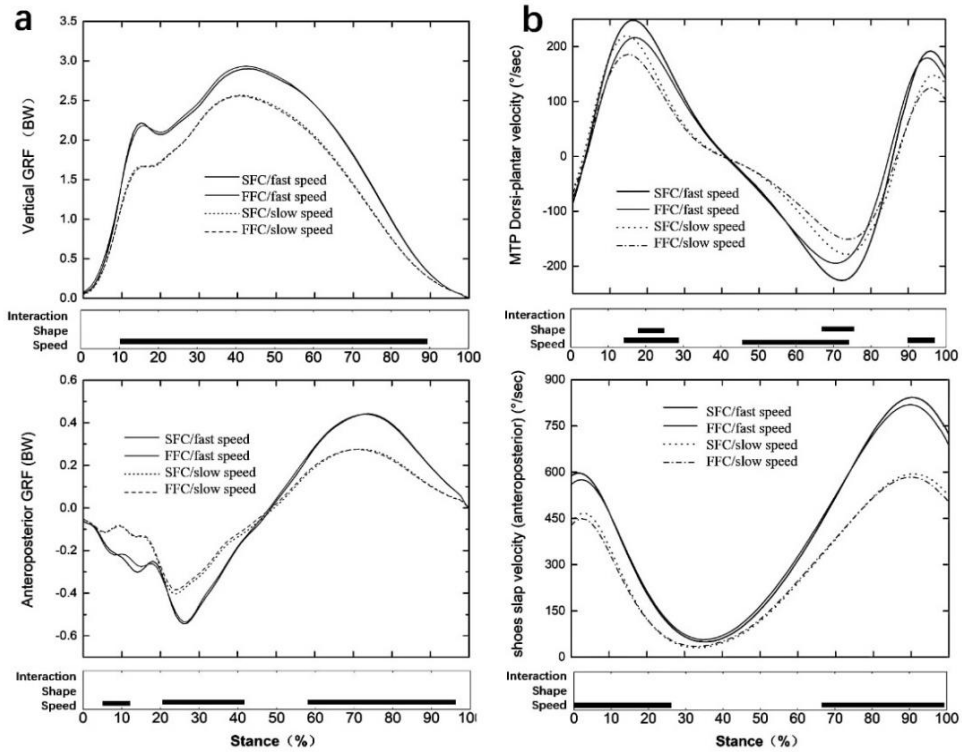 a
Vertical GRF （BW）
3.5
3.0
2.5
2.0
1.5
1.0
0.5
0.0
SFC/fast speed
FFC/fast speed
SFC/slow speed
FFC/slow speed
Interaction
Shape
Speed
0 10 20 30 40 50 60 70 80 90 100
Anteroposterior GRF (BW)
0.6
0.4
0.2
0.0
-0.2
-0.4
-0.6
SFC/fast speed
FFC/fast speed
SFC/slow speed
FFC/slow speed
Interaction
Shape
Speed
0 10 20 30 40 50 60 70 80 90 100
Stance（%）
b
MTP Dorsi-plantar velocity (°/sec)
200
100
0
-100
-200
SFC/fast speed
FFC/fast speed
SFC/slow speed
FFC/slow speed
Interaction
Shape
Speed
0 10 20 30 40 50 60 70 80 90 100
shoes slap velocity (anteroposterior) (°/sec)
900
750
600
450
300
150
0
SFC/fast speed
FFC/fast speed
SFC/slow speed
FFC/slow speed
Interaction
Shape
Speed
0 10 20 30 40 50 60 70 80 90 100
Stance（%）